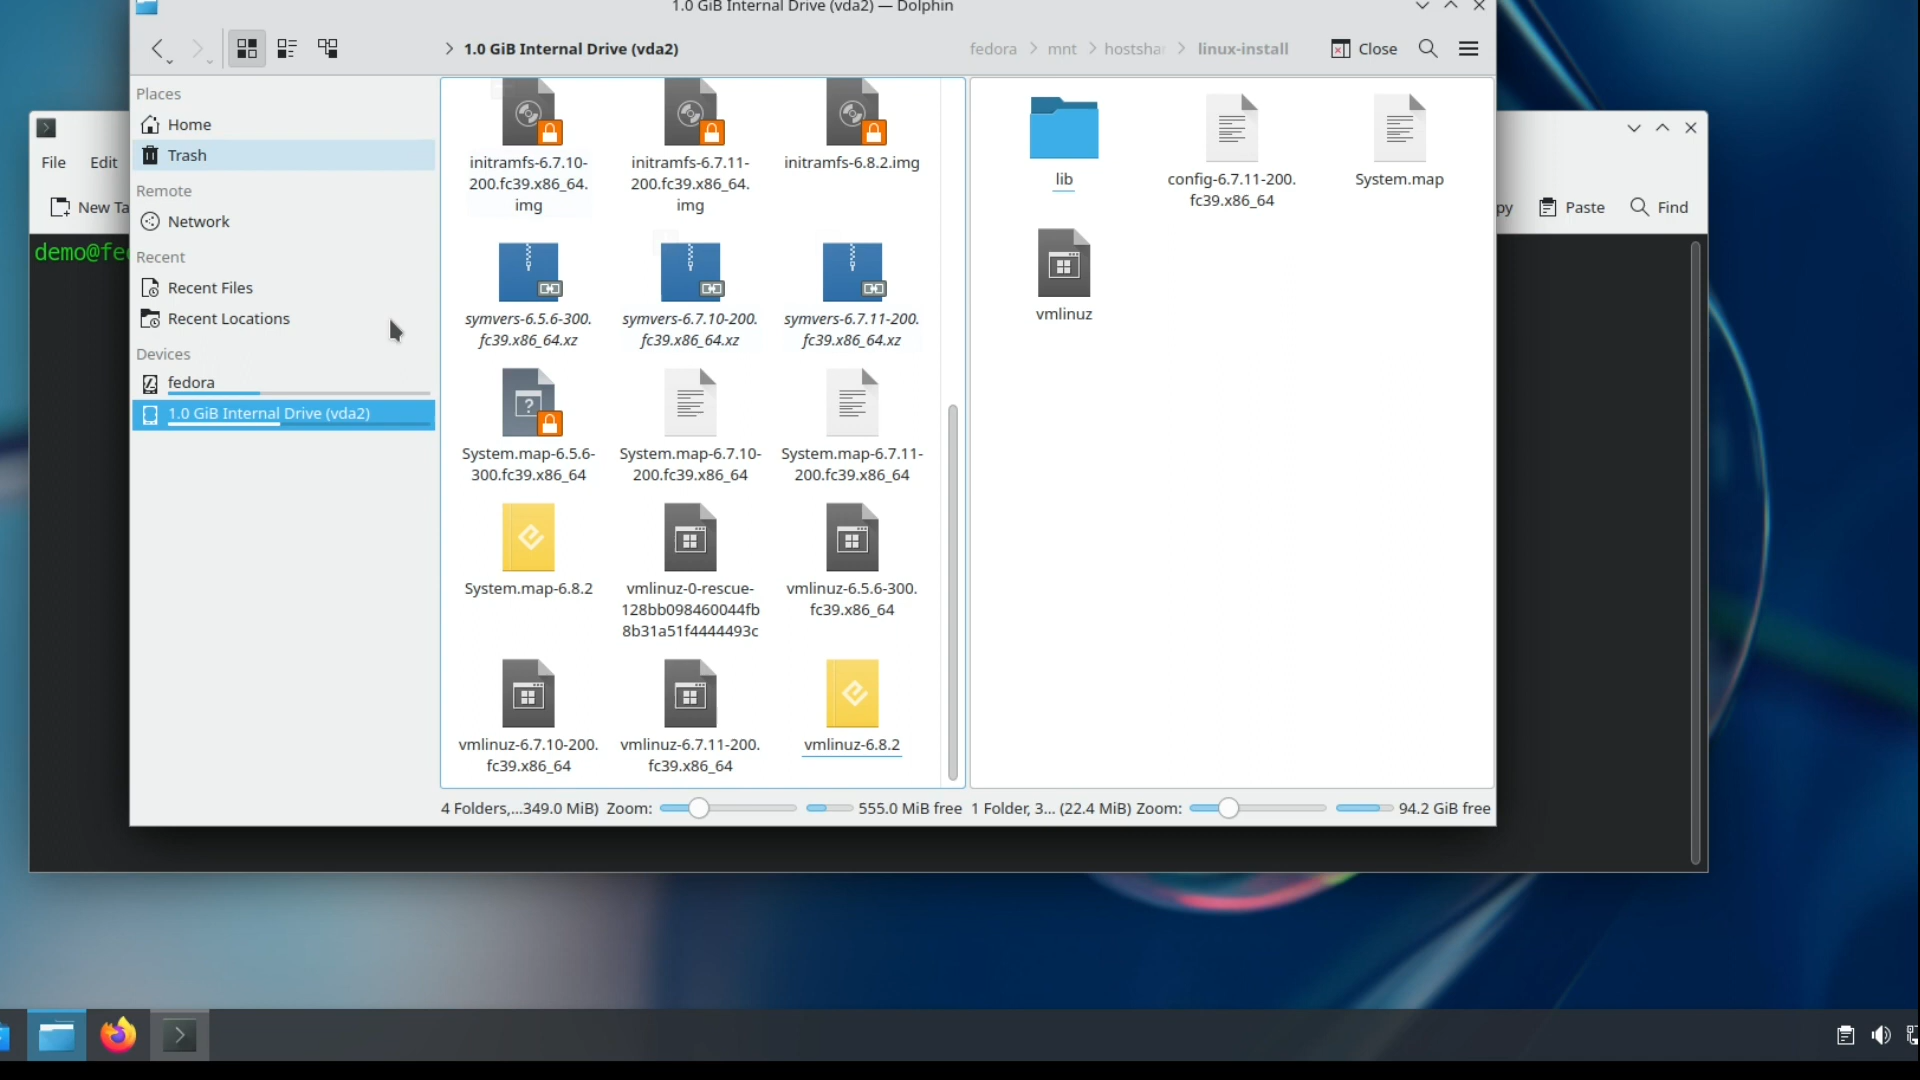 1.0 GiB Internal Drive (vda2) — Dolphin
1.0 GiB Internal Drive (vda2)
fedora
mnt
hostshar
linux-install
Close
Places
Home
Trash
Remote
Network
Recent
Recent Files
Recent Locations
Devices
fedora
1.0 GiB Internal Drive (vda2)
initramfs-6.7.10-
200.fc39.x86_64.
img
initramfs-6.7.11-
200.fc39.x86_64.
img
initramfs-6.8.2.img
symvers-6.5.6-300.
fc39.x86_64.xz
symvers-6.7.10-200.
fc39.x86_64.xz
symvers-6.7.11-200.
fc39.x86_64.xz
System.map-6.5.6-
300.fc39.x86_64
System.map-6.7.10-
200.fc39.x86_64
System.map-6.7.11-
200.fc39.x86_64
System.map-6.8.2
vmlinuz-0-rescue-
128bb098460044fb
8b31a51f4444493c
vmlinuz-6.5.6-300.
fc39.x86_64
vmlinuz-6.7.10-200.
fc39.x86_64
vmlinuz-6.7.11-200.
fc39.x86_64
vmlinuz-6.8.2
lib
config-6.7.11-200.
fc39.x86_64
System.map
vmlinuz
4 Folders,...349.0 MiB)
Zoom:
555.0 MiB free
1 Folder, 3... (22.4 MiB)
Zoom:
94.2 GiB free
File
Edit
New Ta
py
Paste
Find
demo@fe